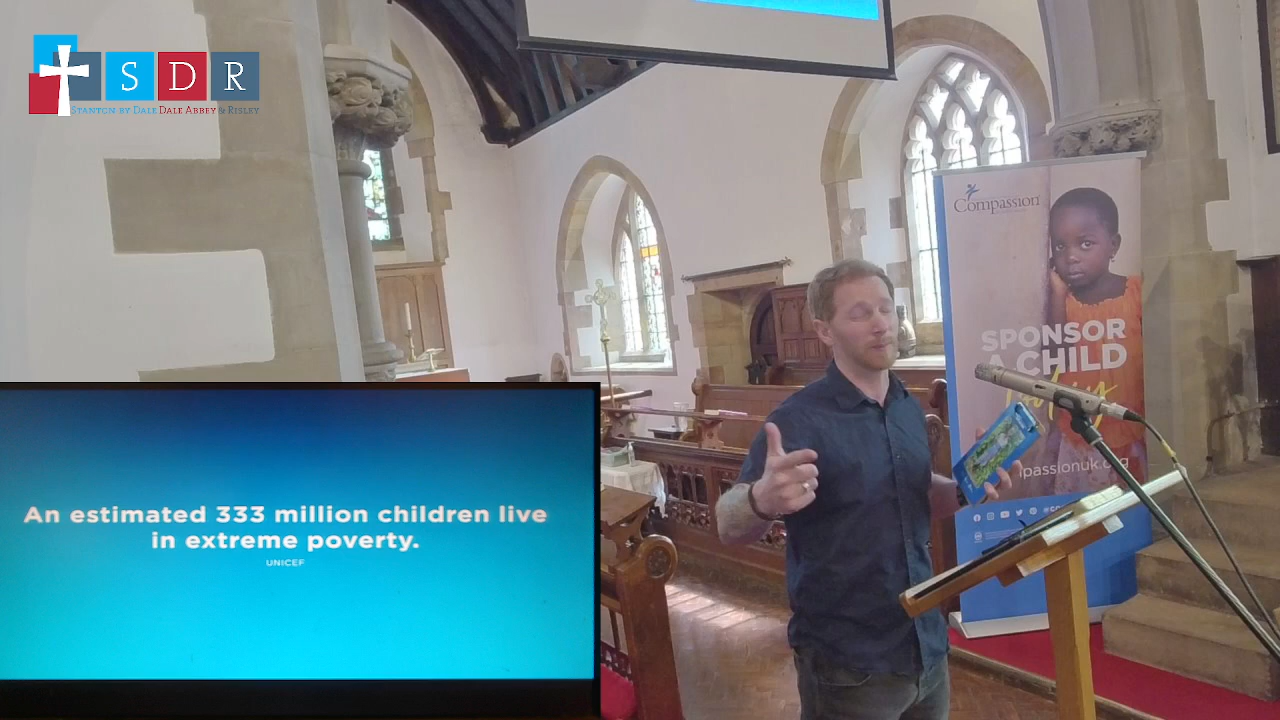 S D R
STANTON-BY-DALE DALE ABBEY & RISLEY
Compassion
SPONSOR
A CHILD
today
passionuk.org
An estimated 333 million children live
in extreme poverty.
UNICEF